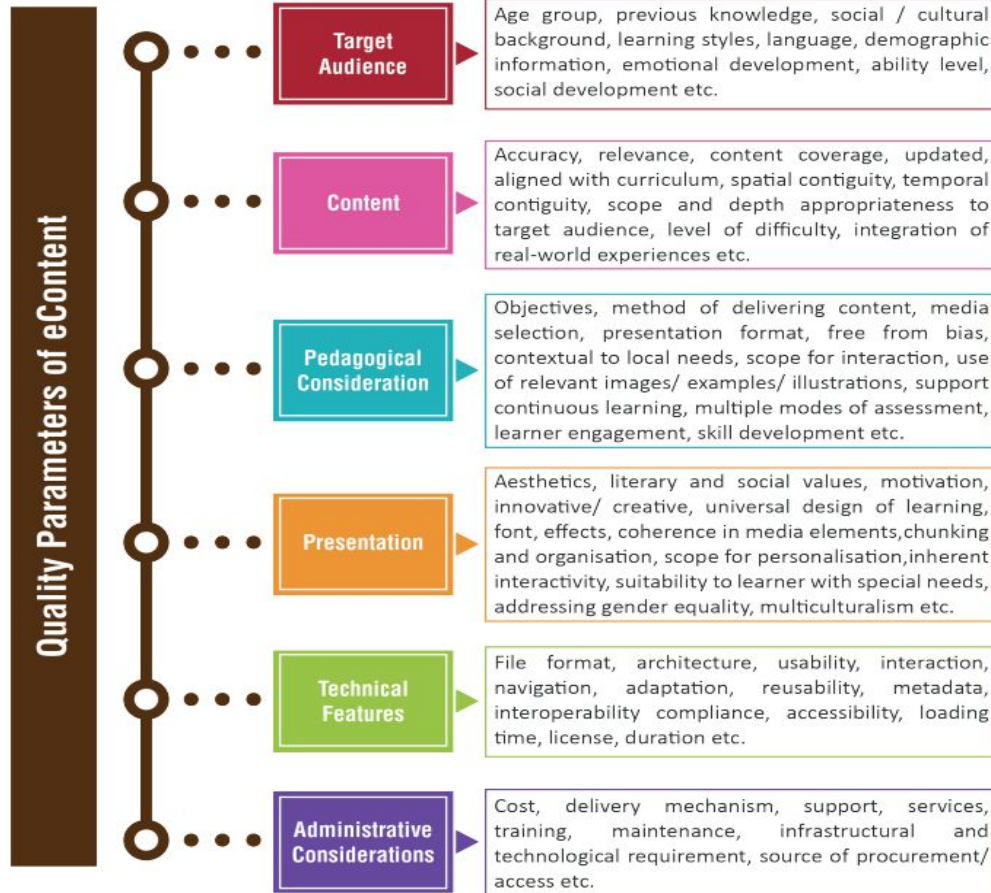 Quality Parameters of eContent
Target
Audience
Age group, previous knowledge, social / cultural
background, learning styles, language, demographic
information, emotional development, ability level,
social development etc.
Content
Accuracy, relevance, content coverage, updated,
aligned with curriculum, spatial contiguity, temporal
contiguity, scope and depth appropriateness to
target audience, level of difficulty, integration of
real-world experiences etc.
Pedagogical
Consideration
Objectives, method of delivering content, media
selection, presentation format, free from bias,
contextual to local needs, scope for interaction, use
of relevant images/ examples/ illustrations, support
continuous learning, multiple modes of assessment,
learner engagement, skill development etc.
Presentation
Aesthetics, literary and social values, motivation,
innovative/ creative, universal design of learning,
font, effects, coherence in media elements,chunking
and organisation, scope for personalisation,inherent
interactivity, suitability to learner with special needs,
addressing gender equality, multiculturalism etc.
Technical
Features
File format, architecture, usability, interaction,
navigation, adaptation, reusability, metadata,
interoperability compliance, accessibility, loading
time, license, duration etc.
Administrative
Considerations
Cost, delivery mechanism, support, services,
training, maintenance, infrastructural and
technological requirement, source of procurement/
access etc.